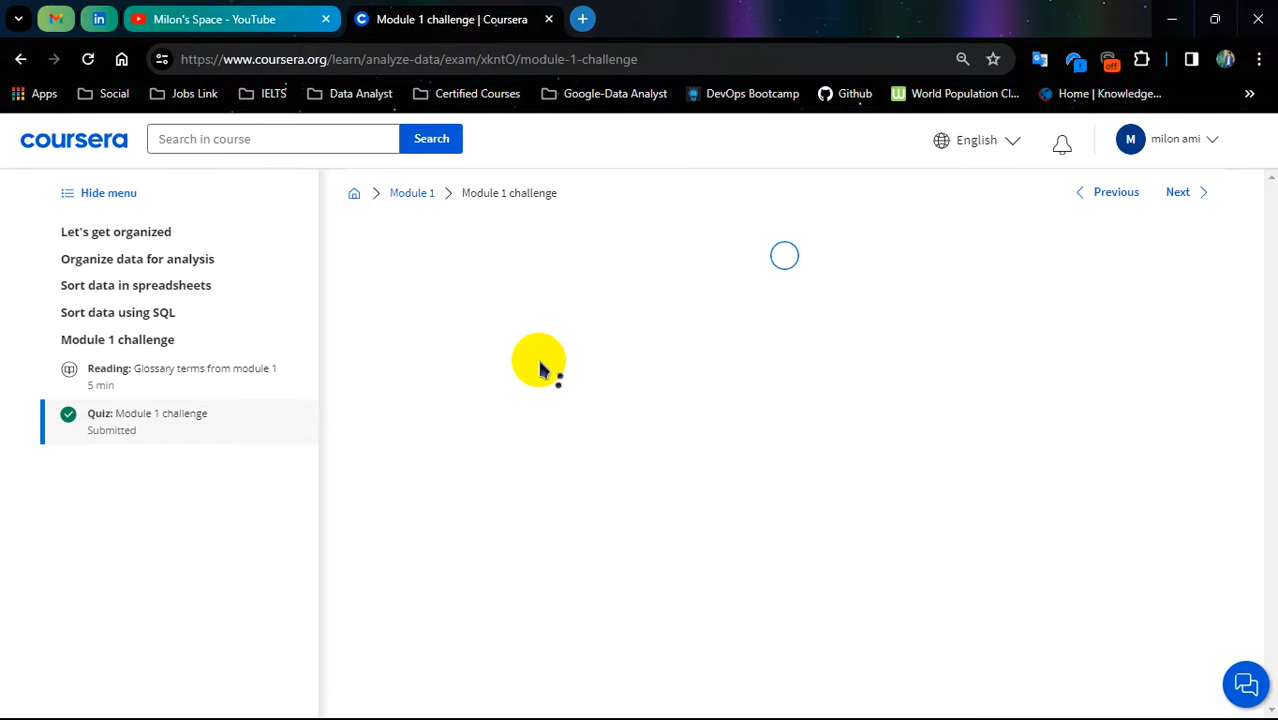 Milon's Space - YouTube
Module 1 challenge | Coursera
https://www.coursera.org/learn/analyze-data/exam/xkntO/module-1-challenge
off
Apps
Social
Jobs Link
IELTS
Data Analyst
Certified Courses
Google-Data Analyst
DevOps Bootcamp
Github
World Population Cl...
Home | Knowledge...
coursera
Search in course
Search
English
M
milon ami
Hide menu
Module 1
Module 1 challenge
Previous
Next
Let's get organized
Organize data for analysis
Sort data in spreadsheets
Sort data using SQL
Module 1 challenge
Reading: Glossary terms from module 1
5 min
Quiz: Module 1 challenge
Submitted